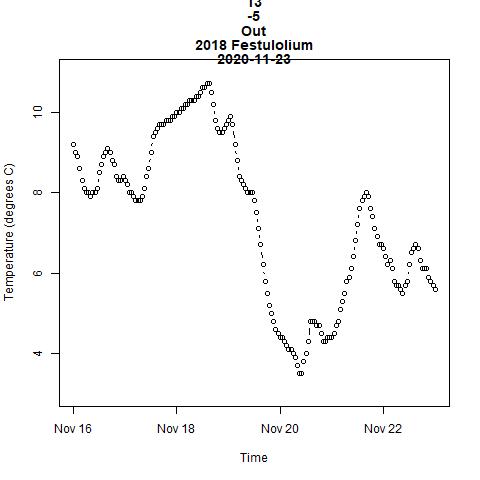 13
-5
Out
2018 Festulolium
2020-11-23
Temperature (degrees C)
10
8
6
4
Nov 16
Nov 18
Nov 20
Nov 22
Time